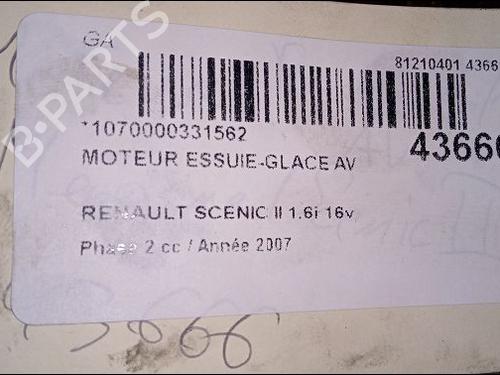 GA
81210401 4366
*1070000331562
43666
MOTEUR ESSUIE-GLACE AV
RENAULT SCENIC II 1.6i 16v
Phase 2 cc / Année 2007
B-PARTS
43666